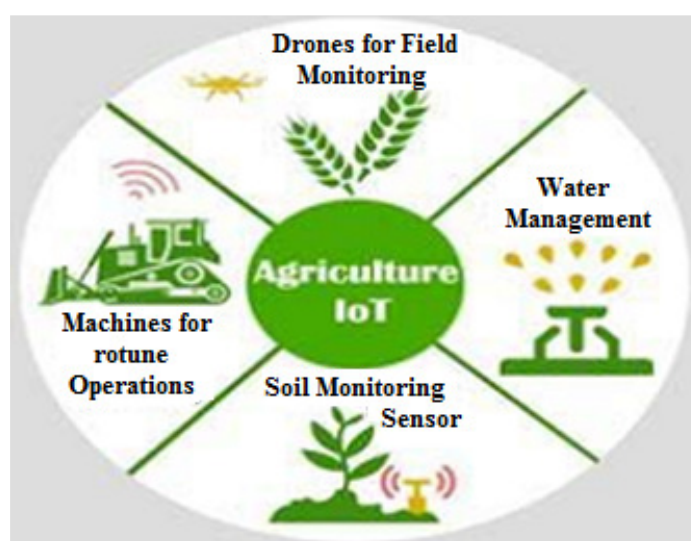 Drones for Field
Monitoring
Water
Management
Agriculture
IoT
Machines for
rotune
Operations
Soil Monitoring
Sensor